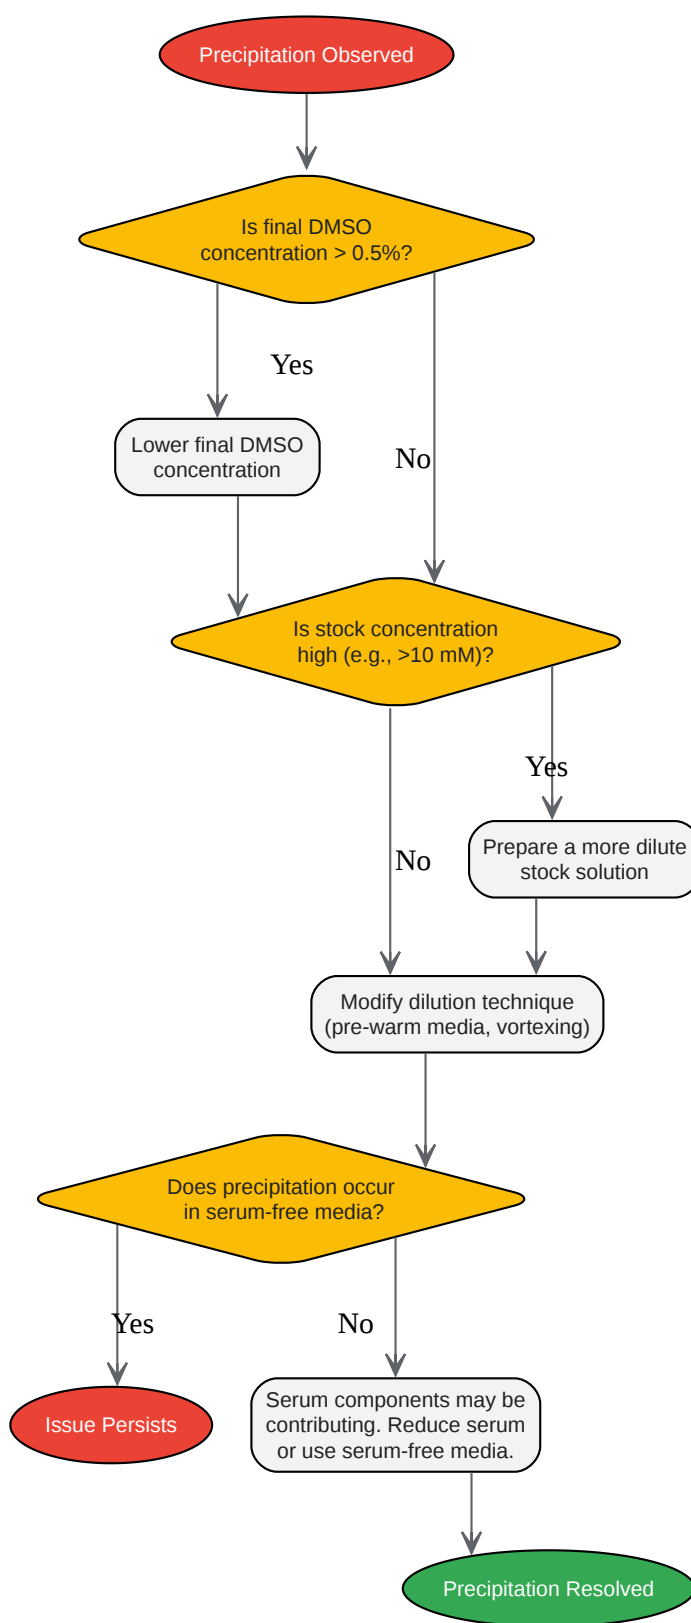 Precipitation Observed
Is final DMSO
concentration > 0.5%?
Yes
Lower final DMSO
concentration
No
Is stock concentration
high (e.g., >10 mM)?
Yes
No
Prepare a more dilute
stock solution
Modify dilution technique
(pre-warm media, vortexing)
Does precipitation occur
in serum-free media?
Yes
No
Issue Persists
Serum components may be
contributing. Reduce serum
or use serum-free media.
Precipitation Resolved